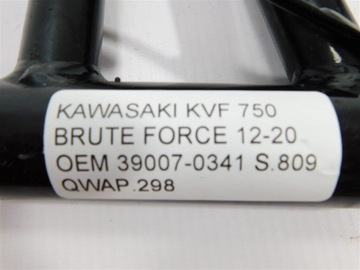 KAWASAKI KVF 750
BRUTE FORCE 12-20
OEM 39007-0341 S.809
QWAP.298